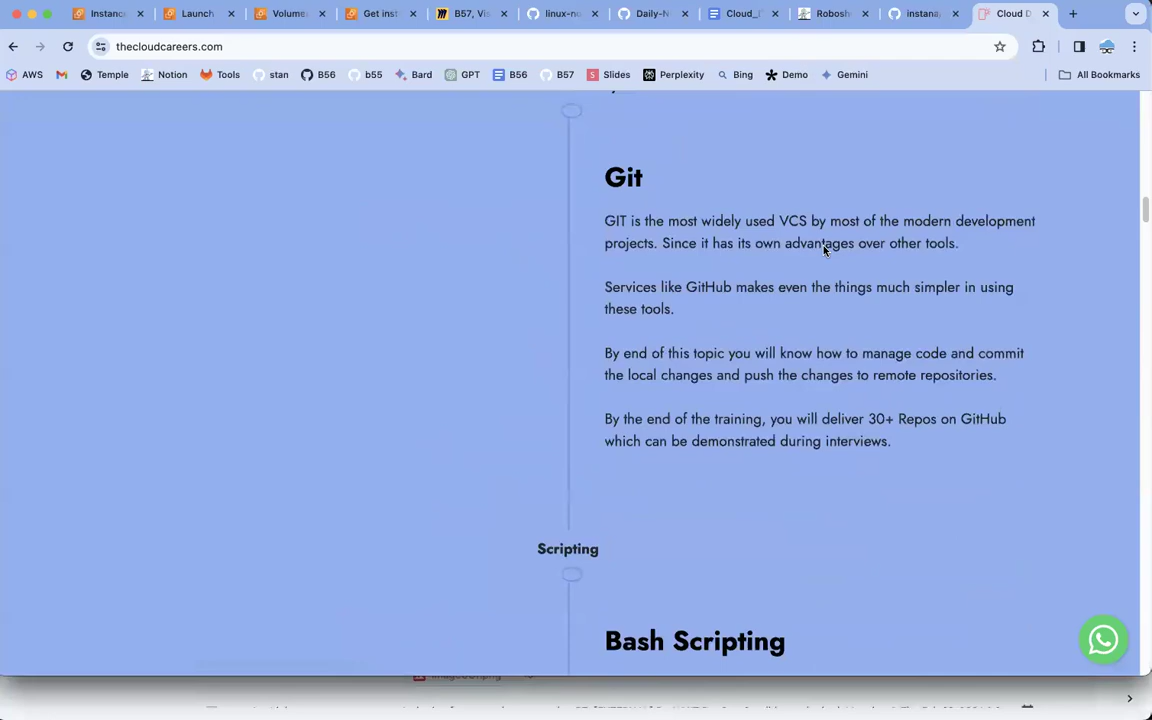 Instanc
Launch
Volume
Get inst
B57, Vis
linux-nu
Daily-N
Cloud_I
Robosh
instana
Cloud D
thecloudcareers.com
AWS
Temple
Notion
Tools
stan
B56
b55
Bard
GPT
B56
B57
Slides
Perplexity
Bing
Demo
Gemini
All Bookmarks
Git
GIT is the most widely used VCS by most of the modern development
projects. Since it has its own advantages over other tools.
Services like GitHub makes even the things much simpler in using
these tools.
By end of this topic you will know how to manage code and commit
the local changes and push the changes to remote repositories.
By the end of the training, you will deliver 30+ Repos on GitHub
which can be demonstrated during interviews.
Scripting
Bash Scripting